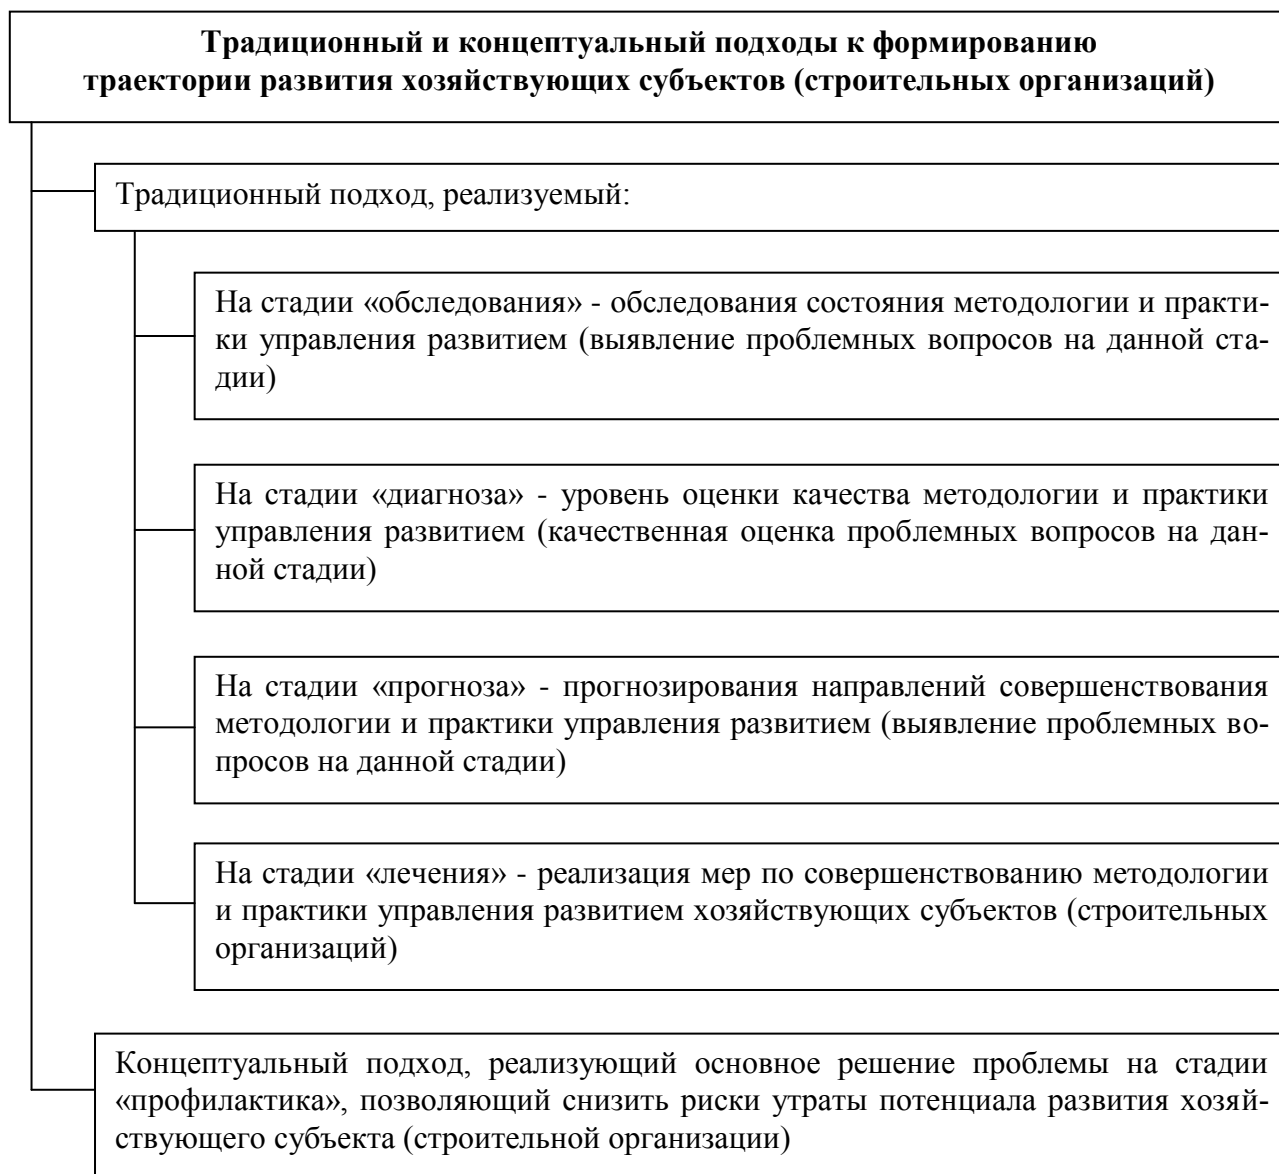 Традиционный и концептуальный подходы к формированию
траектории развития хозяйствующих субъектов (строительных организаций)
Традиционный подход, реализуемый:
На стадии «обследования» - обследования состояния методологии и практи-
ки управления развитием (выявление проблемных вопросов на данной ста-
дии)
На стадии «диагноза» - уровень оценки качества методологии и практики
управления развитием (качественная оценка проблемных вопросов на дан-
ной стадии)
На стадии «прогноза» - прогнозирования направлений совершенствования
методологии и практики управления развитием (выявление проблемных во-
просов на данной стадии)
На стадии «лечения» - реализация мер по совершенствованию методологии
и практики управления развитием хозяйствующих субъектов (строительных
организаций)
Концептуальный подход, реализующий основное решение проблемы на стадии
«профилактика», позволяющий снизить риски утраты потенциала развития хозяй-
ствующего субъекта (строительной организации)